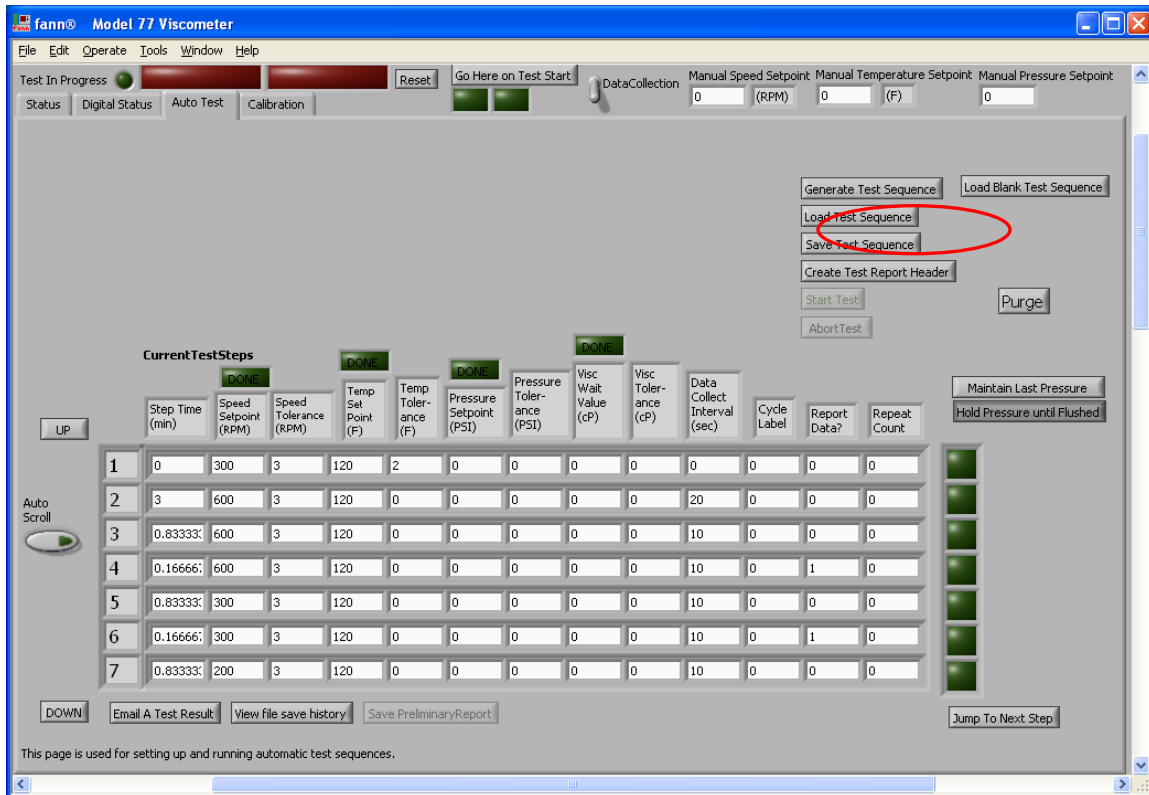 fann® Model 77 Viscometer
File Edit Operate Tools Window Help
Test In Progress Reset Go Here on Test Start DataCollection Manual Speed Setpoint Manual Temperature Setpoint Manual Pressure Setpoint
0 (RPM) 0 (F) 0
Status Digital Status Auto Test Calibration
Generate Test Sequence Load Blank Test Sequence
Load Test Sequence
Save Test Sequence
Create Test Report Header
Start Test Purge
AbortTest
CurrentTestSteps
DONE DONE DONE DONE
Step Time (min) Speed Setpoint (RPM) Speed Tolerance (RPM) Temp Set Point (F) Temp Toler-ance (F) Pressure Setpoint (PSI) Pressure Toler-ance (PSI) Visc Wait Value (cP) Visc Toler-ance (cP) Data Collect Interval (sec) Cycle Label Report Data? Repeat Count
Maintain Last Pressure
Hold Pressure until Flushed
UP
1 0 300 3 120 2 0 0 0 0 0 0 0 0
Auto Scroll
2 3 600 3 120 0 0 0 0 0 20 0 0 0
3 0.83333 600 3 120 0 0 0 0 0 10 0 0 0
4 0.16666 600 3 120 0 0 0 0 0 10 0 1 0
5 0.83333 300 3 120 0 0 0 0 0 10 0 0 0
6 0.16666 300 3 120 0 0 0 0 0 10 0 1 0
7 0.83333 200 3 120 0 0 0 0 0 10 0 0 0
DOWN Email A Test Result View file save history Save PreliminaryReport Jump To Next Step
This page is used for setting up and running automatic test sequences.